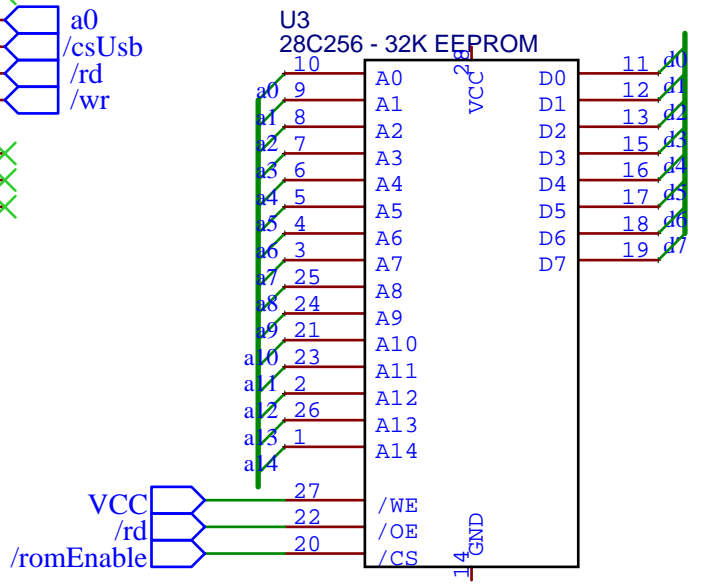 a0
/csUsb
/rd
/wr
U3
28C256 - 32K EEPROM
28
VCC
a0 10 A0
a1 9 A1
a2 8 A2
a3 7 A3
a4 6 A4
a5 5 A5
a6 4 A6
a7 3 A7
a8 25 A8
a9 24 A9
a10 21 A10
a11 23 A11
a12 2 A12
a13 26 A13
a14 1 A14
D0 11 d0
D1 12 d1
D2 13 d2
D3 15 d3
D4 16 d4
D5 17 d5
D6 18 d6
D7 19 d7
VCC 27 /WE
/rd 22 /OE
/romEnable 20 /CS
14 GND